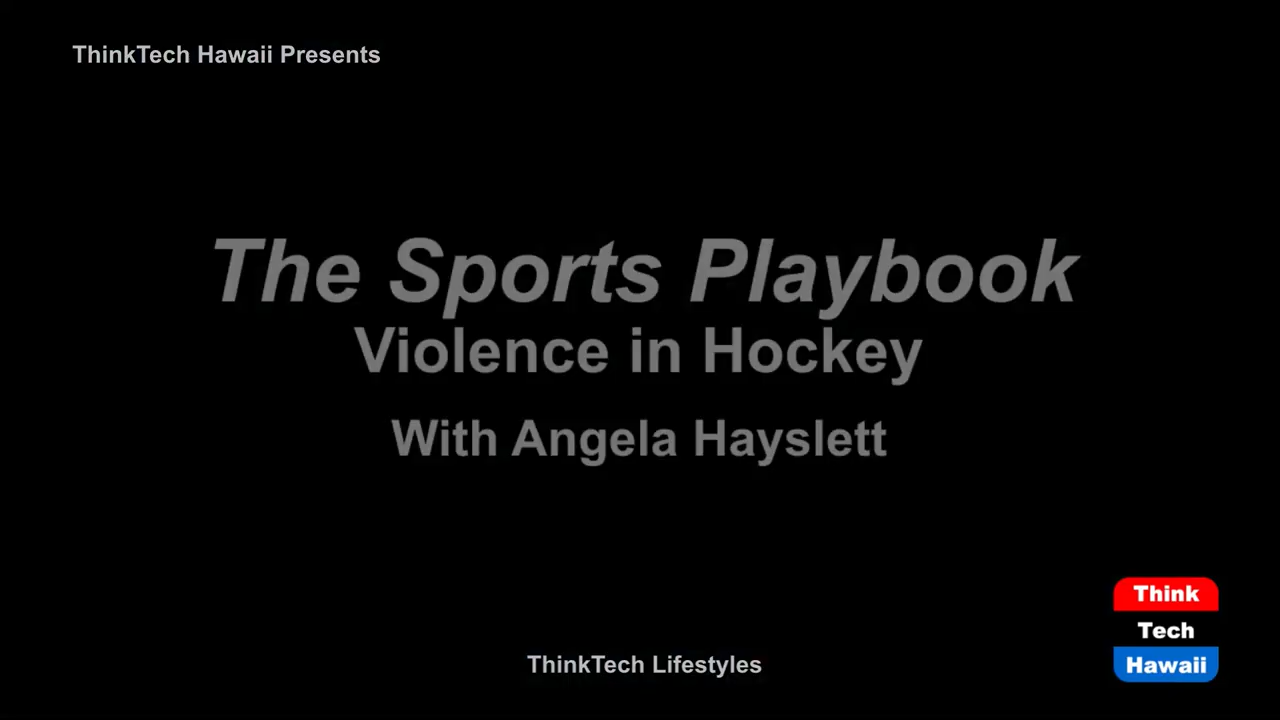 ThinkTech Hawaii Presents
The Sports Playbook
Violence in Hockey
With Angela Hayslett
Think
Tech
Hawaii
ThinkTech Lifestyles